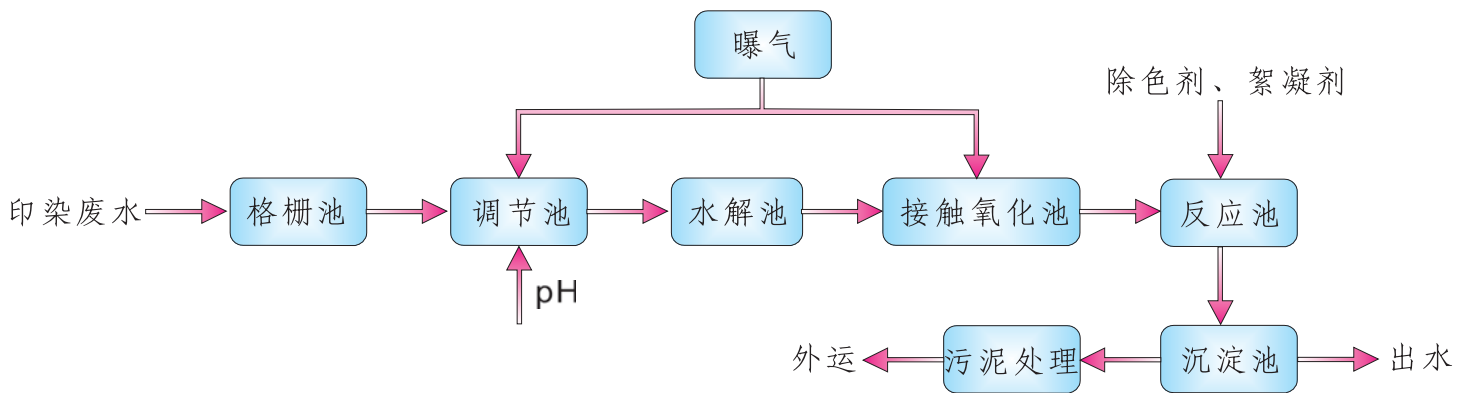 曝气
除色剂、絮凝剂
印染废水
格栅池
调节池
水解池
接触氧化池
反应池
pH
外运
污泥处理
沉淀池
出水